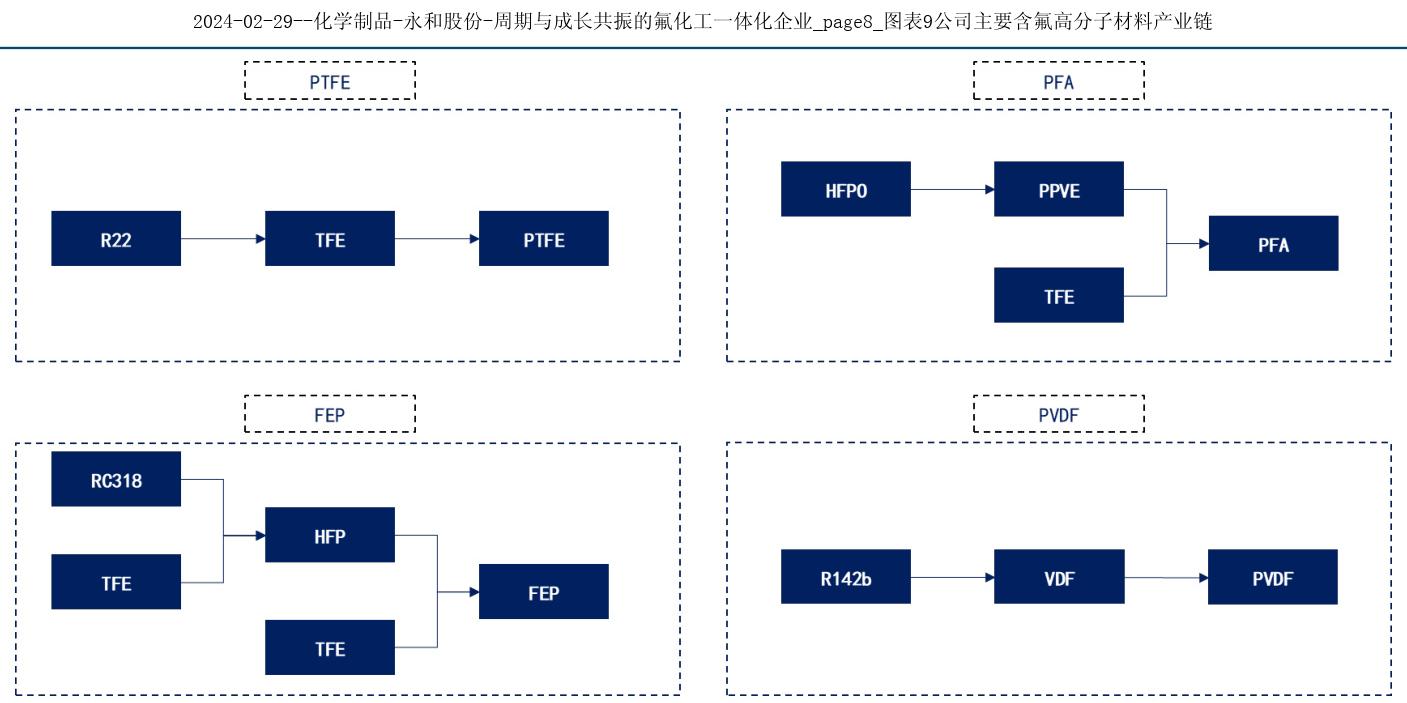 2024-02-29--化学制品-永和股份-周期与成长共振的氟化工一体化企业_page8_图表9公司主要含氟高分子材料产业链
PTFE
R22
TFE
PTFE
PFA
HFPO
PPVE
TFE
PFA
FEP
RC318
TFE
HFP
TFE
FEP
PVDF
R142b
VDF
PVDF